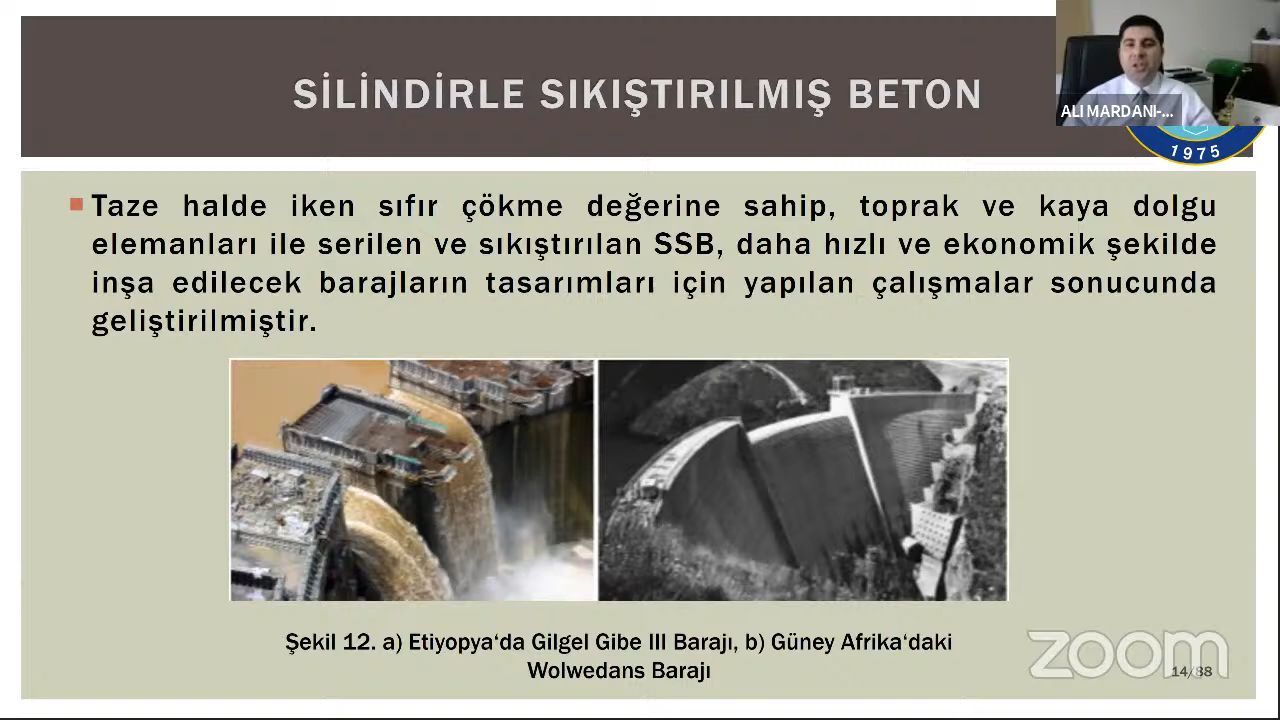 SİLİNDİRLE SIKIŞTIRILMIŞ BETON
ALI MARDANI-...
1975
Taze halde iken sıfır çökme değerine sahip, toprak ve kaya dolgu
elemanları ile serilen ve sıkıştırılan SSB, daha hızlı ve ekonomik şekilde
inşa edilecek barajların tasarımları için yapılan çalışmalar sonucunda
geliştirilmiştir.
Şekil 12. a) Etiyopya‘da Gilgel Gibe III Barajı, b) Güney Afrika‘daki
Wolwedans Barajı
zoom
14/88